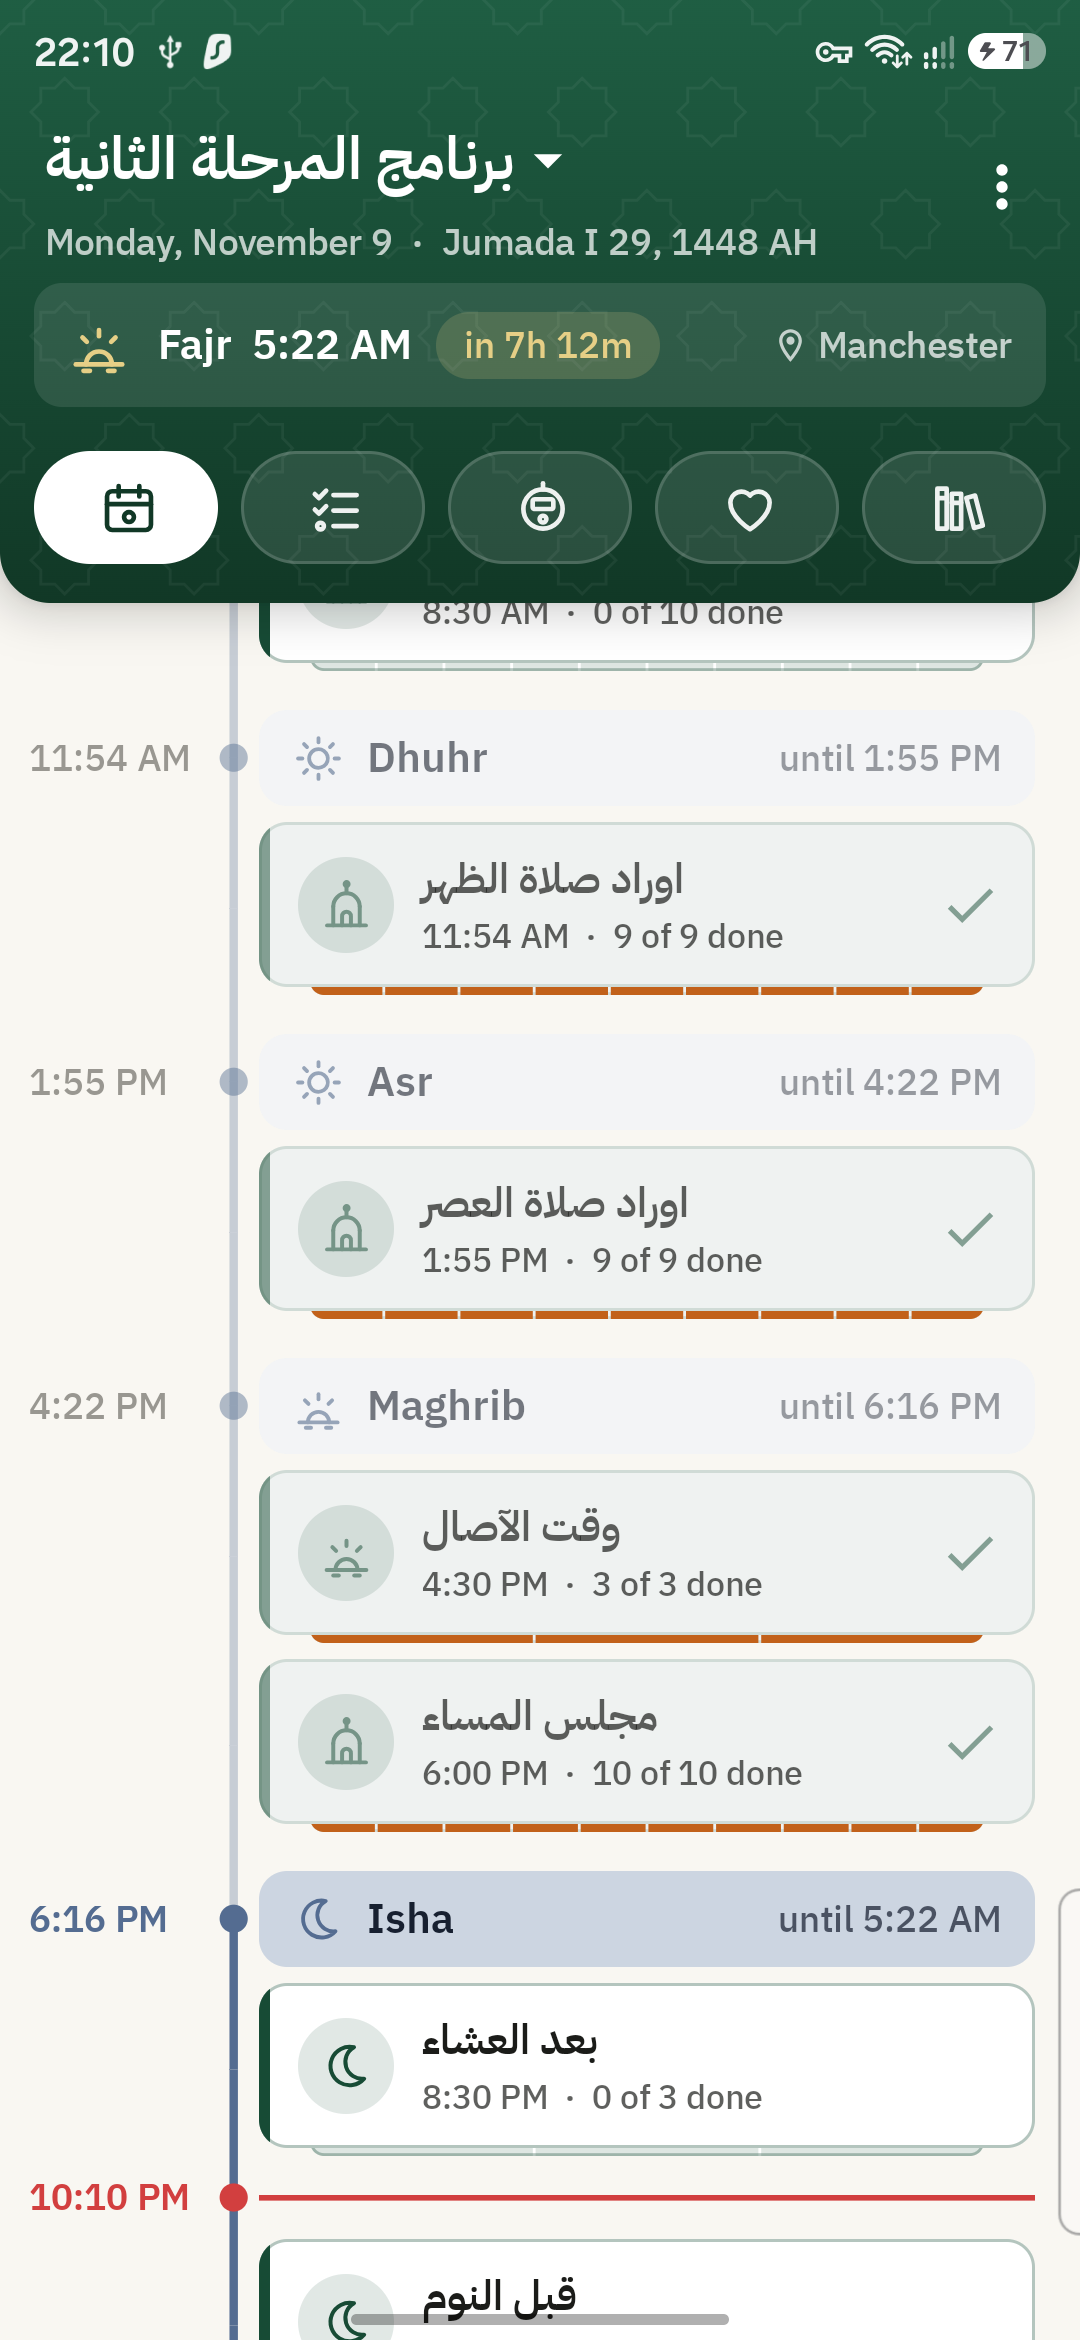 22:10
71
برنامج المرحلة الثانية
Monday, November 9 · Jumada I 29, 1448 AH
Fajr 5:22 AM in 7h 12m Manchester
8:30 AM · 0 of 10 done
11:54 AM Dhuhr until 1:55 PM
اوراد صلاة الظهر
11:54 AM · 9 of 9 done
1:55 PM Asr until 4:22 PM
اوراد صلاة العصر
1:55 PM · 9 of 9 done
4:22 PM Maghrib until 6:16 PM
وقت الآصال
4:30 PM · 3 of 3 done
مجلس المساء
6:00 PM · 10 of 10 done
6:16 PM Isha until 5:22 AM
بعد العشاء
8:30 PM · 0 of 3 done
10:10 PM
قبل النوم